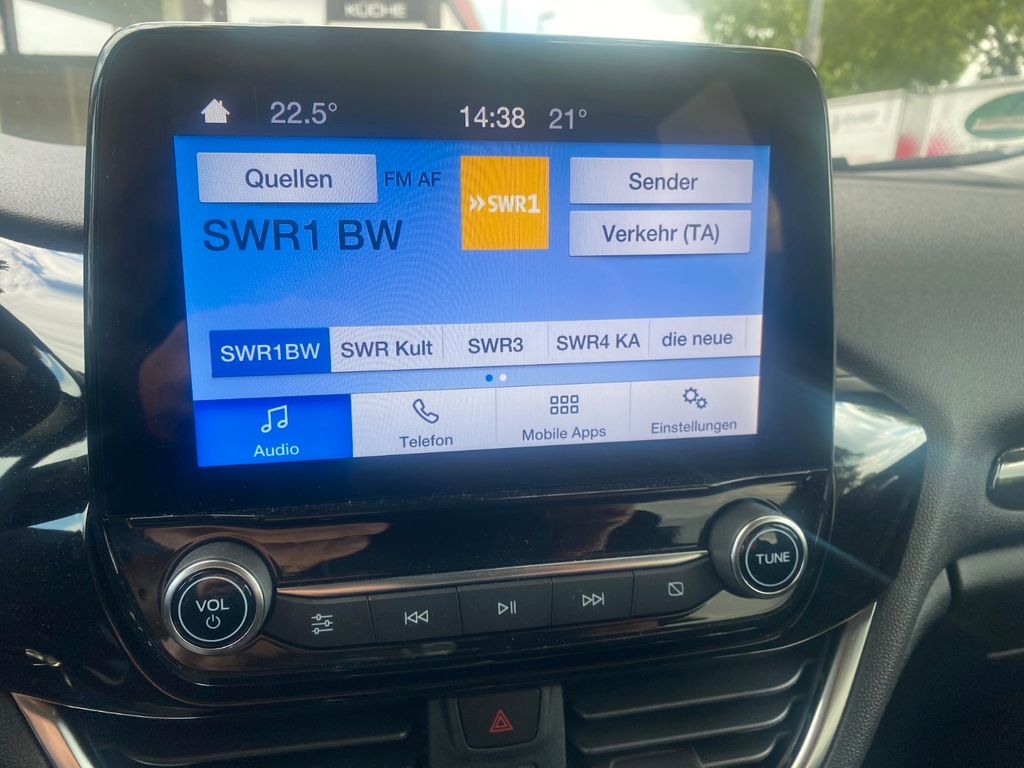 KÜCHE
22.5° 14:38 21°
Quellen FM AF »SWR1 Sender
SWR1 BW Verkehr (TA)
SWR1BW SWR Kult SWR3 SWR4 KA die neue
Audio Telefon Mobile Apps Einstellungen
VOL TUNE